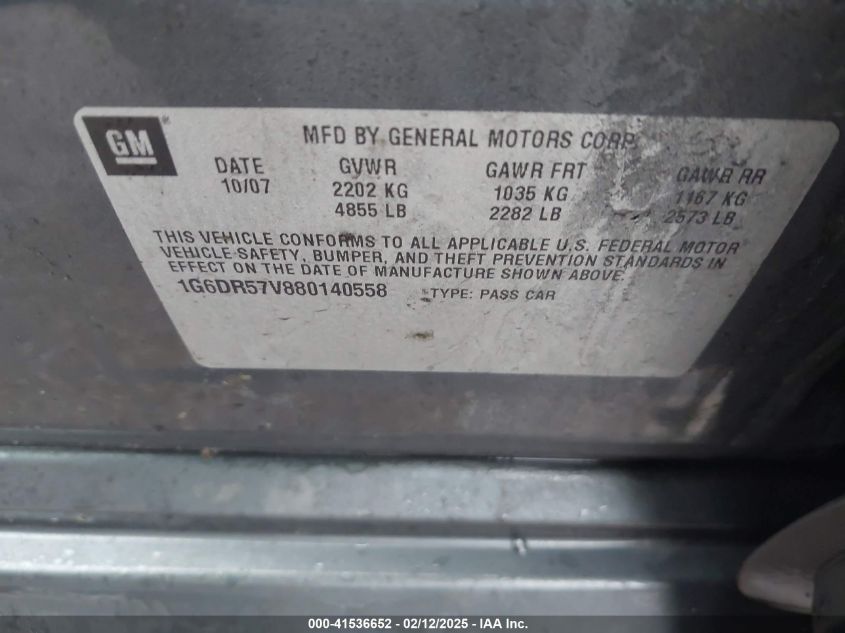 GM
MFD BY GENERAL MOTORS CORP.
DATE GVWR GAWR FRT GAWR RR
10/07 2202 KG 1035 KG 1167 KG
4855 LB 2282 LB 2573 LB
THIS VEHICLE CONFORMS TO ALL APPLICABLE U.S. FEDERAL MOTOR
VEHICLE SAFETY, BUMPER, AND THEFT PREVENTION STANDARDS IN
EFFECT ON THE DATE OF MANUFACTURE SHOWN ABOVE.
1G6DR57V880140558 TYPE: PASS CAR
000-41536652 - 02/12/2025 - IAA Inc.